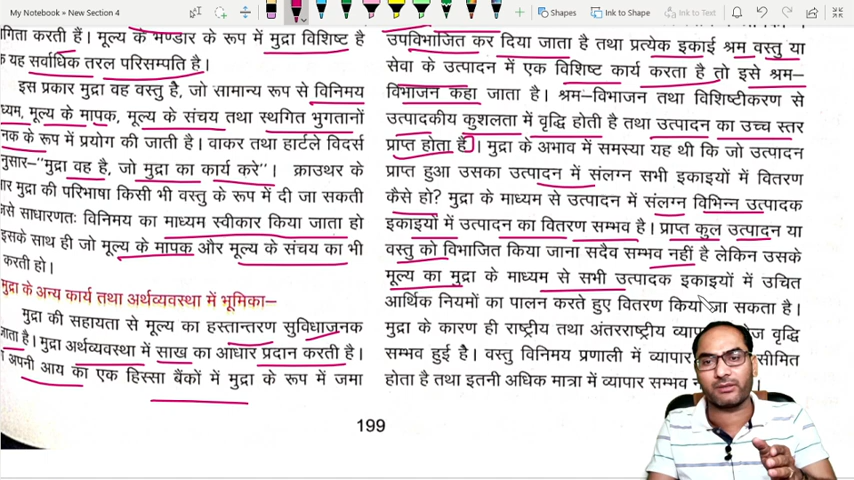 My Notebook » New Section 4
Shapes
Ink to Shape
Ink to Text
गिता करती हैं। मूल्य के भण्डार के रूप में मुद्रा विशिष्ट है
क यह सर्वाधिक तरल परिसम्पति है।
इस प्रकार मुद्रा वह वस्तु है, जो सामान्य रूप से विनिमय
ध्यम, मूल्य के मापक, मूल्य के संचय तथा स्थगित भुगतानों
नक के रूप में प्रयोग की जाती है। वाकर तथा हार्टले विदर्स
नुसार–"मुद्रा वह है, जो मुद्रा का कार्य करे"। क्राउथर के
ार मुद्रा की परिभाषा किसी भी वस्तु के रूप में दी जा सकती
जसे साधारणतः विनिमय का माध्यम स्वीकार किया जाता हो
इसके साथ ही जो मूल्य के मापक और मूल्य के संचय का भी
करती हो।
मुद्रा के अन्य कार्य तथा अर्थव्यवस्था में भूमिका–
मुद्रा की सहायता से मूल्य का हस्तान्तरण सुविधाजनक
जाता है। मुद्रा अर्थव्यवस्था में साख का आधार प्रदान करती है।
अपनी आय का एक हिस्सा बैंकों में मुद्रा के रूप में जमा
उपविभाजित कर दिया जाता है तथा प्रत्येक इकाई श्रम वस्तु या
सेवा के उत्पादन में एक विशिष्ट कार्य करता है तो इसे श्रम–
विभाजन कहा जाता है। श्रम–विभाजन तथा विशिष्टीकरण से
उत्पादकीय कुशलता में वृद्धि होती है तथा उत्पादन का उच्च स्तर
प्राप्त होता है। मुद्रा के अभाव में समस्या यह थी कि जो उत्पादन
प्राप्त हुआ उसका उत्पादन में संलग्न सभी इकाइयों में वितरण
कैसे हो? मुद्रा के माध्यम से उत्पादन में संलग्न विभिन्न उत्पादक
इकाइयों में उत्पादन का वितरण सम्भव है। प्राप्त कुल उत्पादन या
वस्तु को विभाजित किया जाना सदैव सम्भव नहीं है लेकिन उसके
मूल्य का मुद्रा के माध्यम से सभी उत्पादक इकाइयों में उचित
आर्थिक नियमों का पालन करते हुए वितरण किया जा सकता है।
मुद्रा के कारण ही राष्ट्रीय तथा अंतरराष्ट्रीय व्यापा वृद्धि
सम्भव हुई है। वस्तु विनिमय प्रणाली में व्यापार सीमित
होता है तथा इतनी अधिक मात्रा में व्यापार सम्भव
199